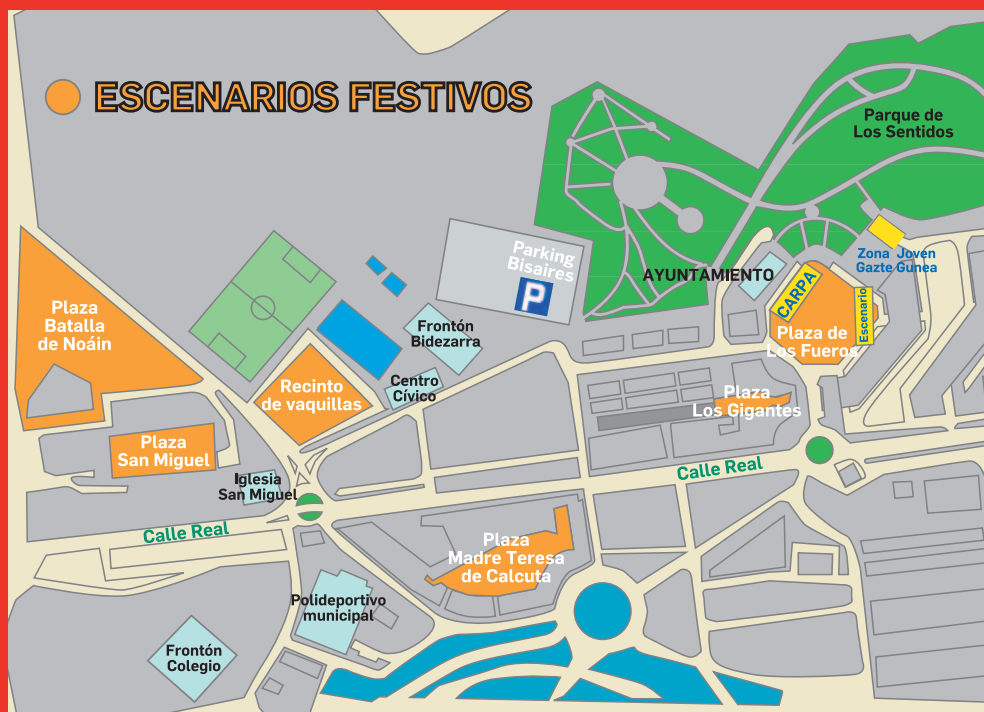 ESCENARIOS FESTIVOS
Parque de
Los Sentidos
Zona Joven
Gazte Gunea
Parking
Bisaires
P
AYUNTAMIENTO
CARPA
Escenario
Plaza de
Los Fueros
Plaza
Batalla
de Noáin
Frontón
Bidezarra
Centro
Cívico
Recinto
de vaquillas
Plaza
Los Gigantes
Plaza
San Miguel
Iglesia
San Miguel
Calle Real
Calle Real
Plaza
Madre Teresa
de Calcuta
Polideportivo
municipal
Frontón
Colegio